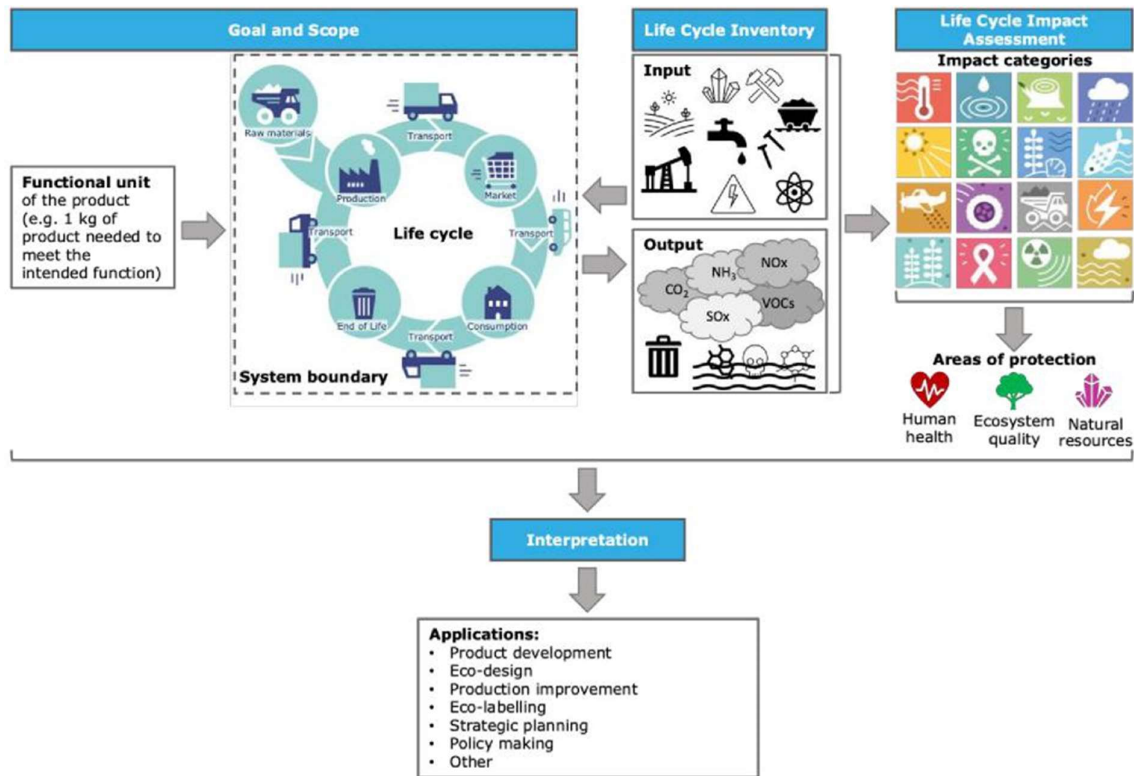 Goal and Scope
Life Cycle Inventory
Life Cycle Impact
Assessment
Functional unit
of the product
(e.g. 1 kg of
product needed to
meet the
intended function)
Raw materials
Transport
Production
Market
Transport
Life cycle
Transport
End of Life
Transport
Consumption
System boundary
Input
Output
CO₂
NH₃
NOx
SOx
VOCs
Impact categories
Areas of protection
Human
health
Ecosystem
quality
Natural
resources
Interpretation
Applications:
• Product development
• Eco-design
• Production improvement
• Eco-labelling
• Strategic planning
• Policy making
• Other